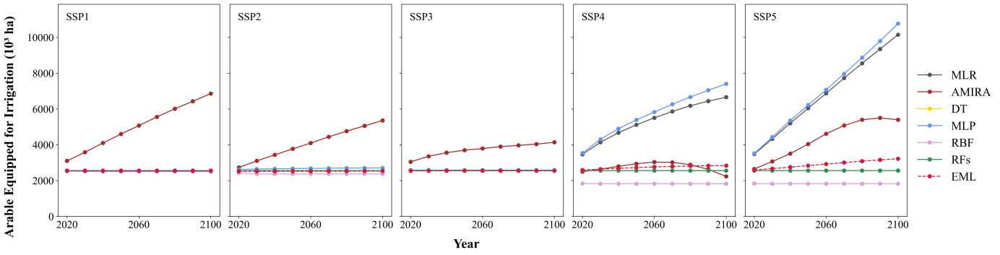 Arable Equipped for Irrigation (10³ ha)
SSP1
SSP2
SSP3
SSP4
SSP5
10000
8000
6000
4000
2000
0
2020
2060
2100
2020
2060
2100
2020
2060
2100
2020
2060
2100
2020
2060
2100
Year
MLR
AMIRA
DT
MLP
RBF
RFs
EML